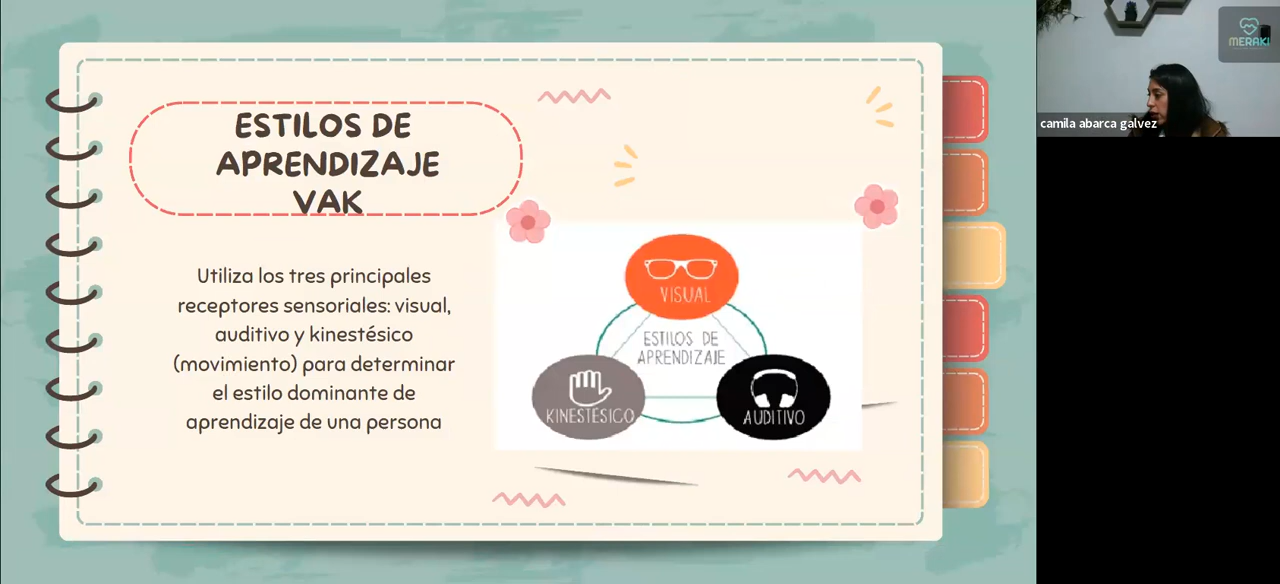 ESTILOS DE
APRENDIZAJE
VAK
Utiliza los tres principales
receptores sensoriales: visual,
auditivo y kinestésico
(movimiento) para determinar
el estilo dominante de
aprendizaje de una persona
VISUAL
ESTILOS DE
APRENDIZAJE
KINESTÉSICO
AUDITIVO
MERAKI
camila abarca galvez